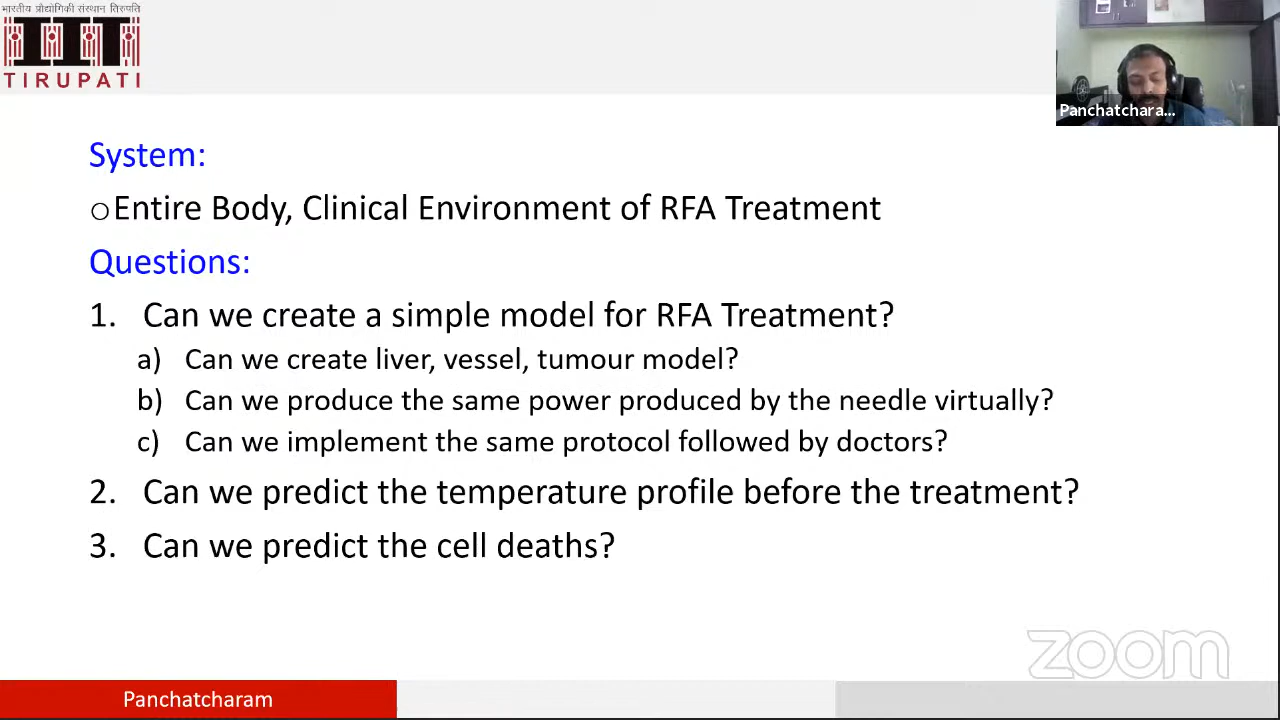 भारतीय प्रौद्योगिकी संस्थान तिरुपति
TIRUPATI
Panchatchara...
System:
Entire Body, Clinical Environment of RFA Treatment
Questions:
1. Can we create a simple model for RFA Treatment?
a) Can we create liver, vessel, tumour model?
b) Can we produce the same power produced by the needle virtually?
c) Can we implement the same protocol followed by doctors?
2. Can we predict the temperature profile before the treatment?
3. Can we predict the cell deaths?
zoom
Panchatcharam